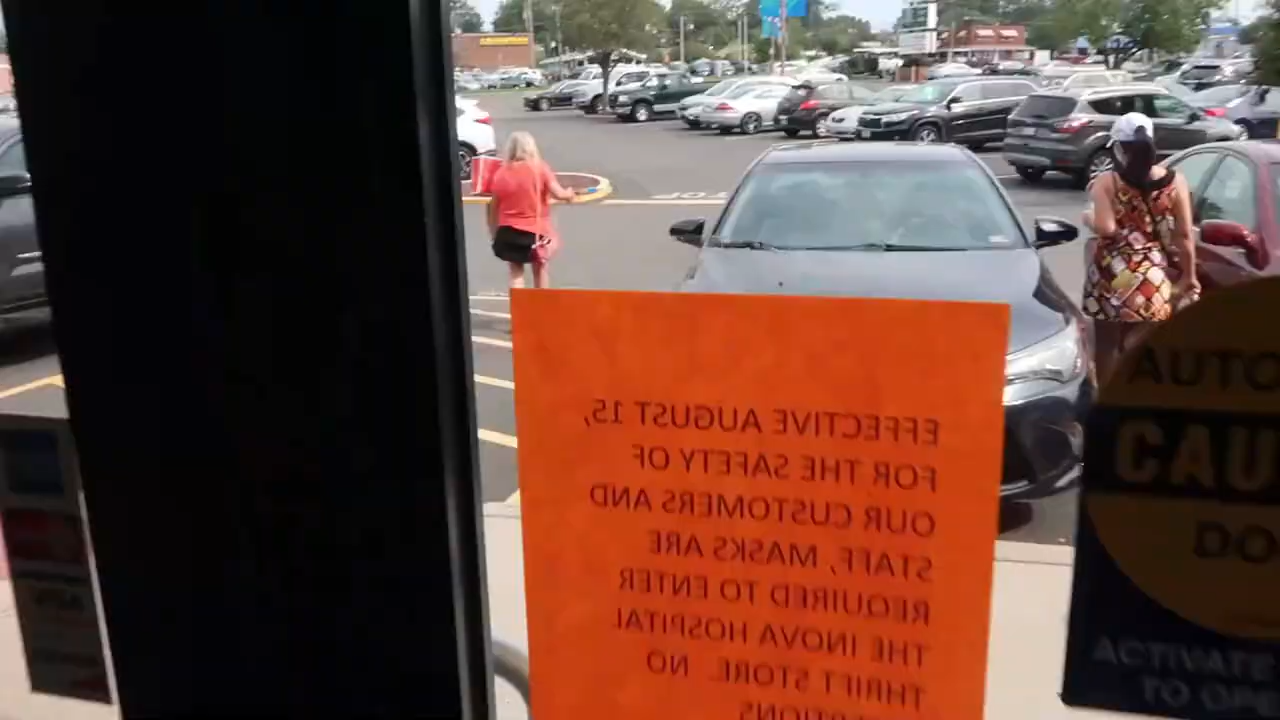 EFFECTIVE AUGUST 15,
FOR THE SAFETY OF
OUR CUSTOMERS AND
STAFF, MASKS ARE
REQUIRED TO ENTER
THE INOVA HOSPITAL
THRIFT STORE. NO
AUTO
CAU
DO
ACTIVATE
TO OPE